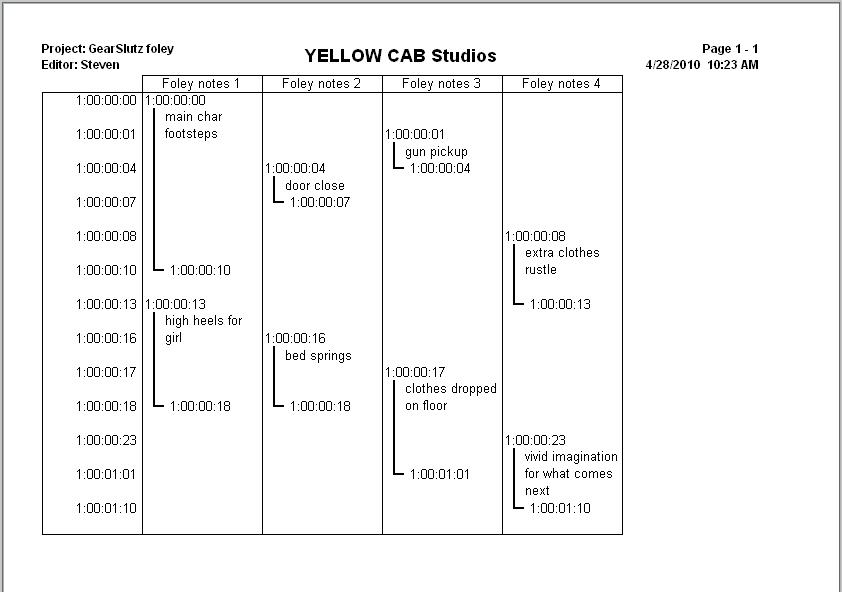 Project: GearSlutz foley
Editor: Steven
YELLOW CAB Studios
Page 1 - 1
4/28/2010 10:23 AM
Foley notes 1 Foley notes 2 Foley notes 3 Foley notes 4
1:00:00:00 1:00:00:00
main char
1:00:00:01 footsteps 1:00:00:01
gun pickup
1:00:00:04 1:00:00:04 1:00:00:04
door close
1:00:00:07 1:00:00:07
1:00:00:08 1:00:00:08
extra clothes
1:00:00:10 1:00:00:10 rustle
1:00:00:13 1:00:00:13 1:00:00:13
high heels for
1:00:00:16 girl 1:00:00:16
bed springs
1:00:00:17 1:00:00:17
clothes dropped
1:00:00:18 1:00:00:18 1:00:00:18 on floor
1:00:00:23 1:00:00:23
vivid imagination
1:00:01:01 1:00:01:01 for what comes
next
1:00:01:10 1:00:01:10